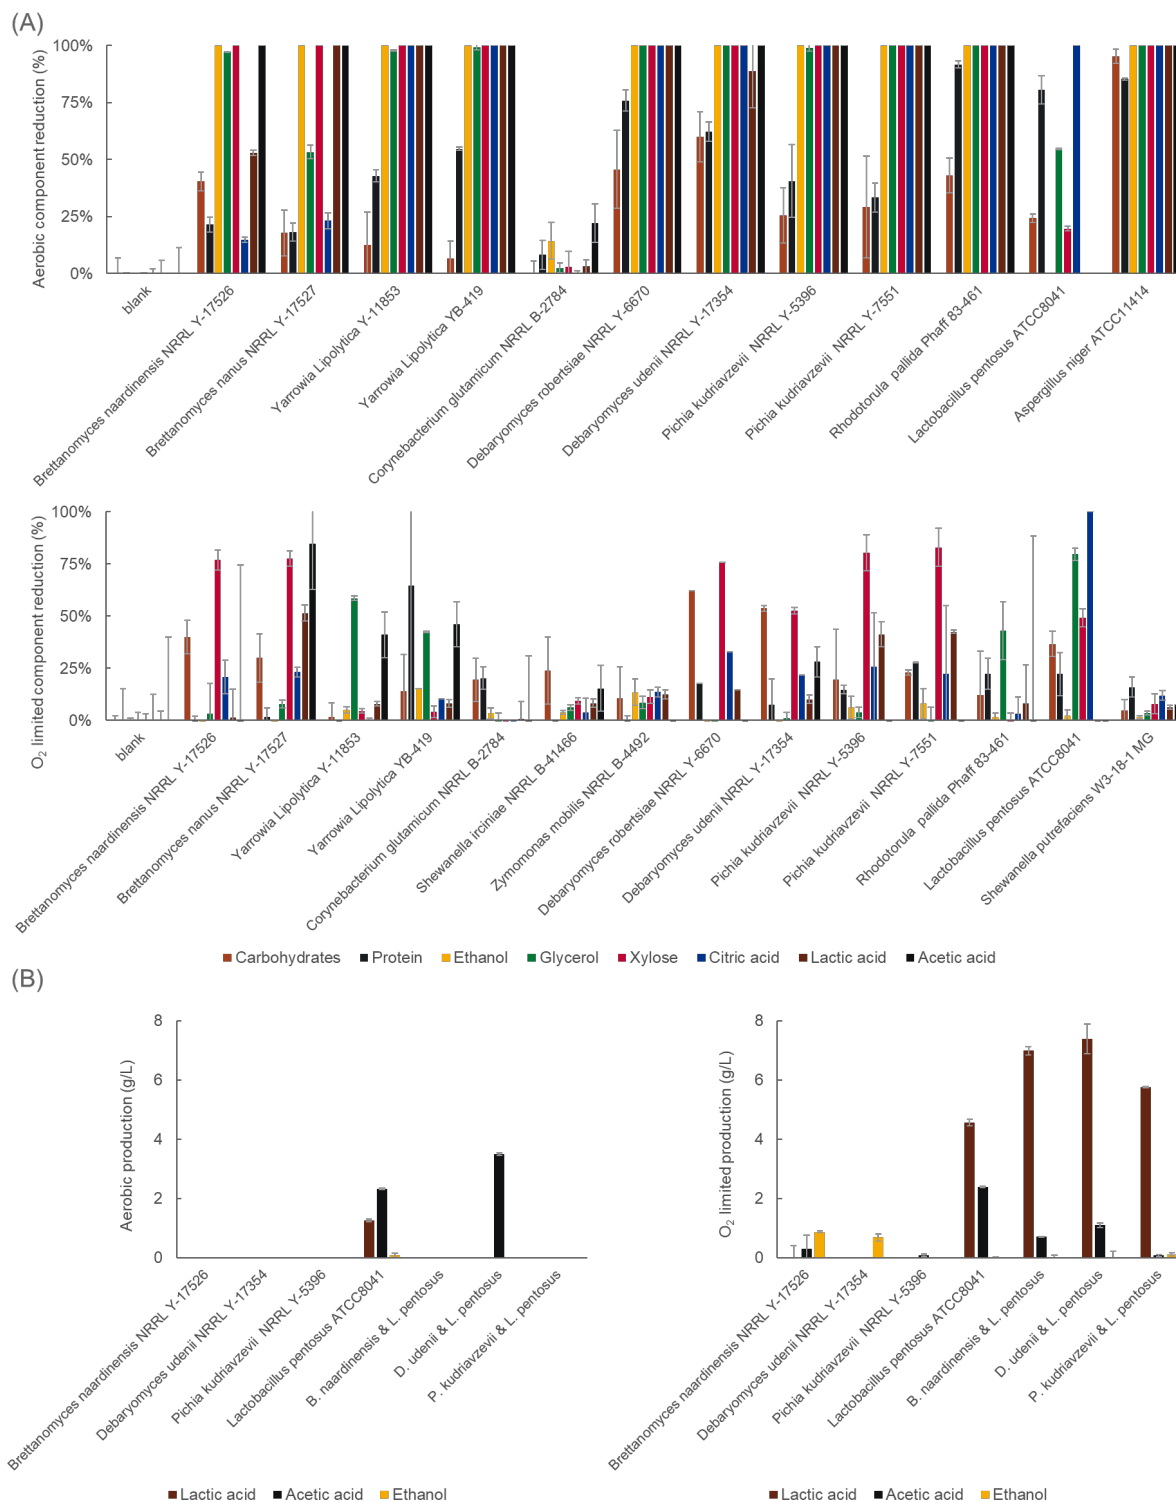 (A)
Aerobic component reduction (%)
100%
75%
50%
25%
0%
blank
Brettanomyces naardinensis NRRL Y-17526
Brettanomyces nanus NRRL Y-17527
Yarrowia Lipolytica Y-11853
Yarrowia Lipolytica YB-419
Corynebacterium glutamicum NRRL B-2784
Debaryomyces robertsiae NRRL Y-6670
Debaryomyces udenii NRRL Y-17354
Pichia kudriavzevii NRRL Y-5396
Pichia kudriavzevii NRRL Y-7551
Rhodotorula pallida Phaff 83-461
Lactobacillus pentosus ATCC8041
Aspergillus niger ATCC11414
O2 limited component reduction (%)
100%
75%
50%
25%
0%
blank
Brettanomyces naardinensis NRRL Y-17526
Brettanomyces nanus NRRL Y-17527
Yarrowia Lipolytica Y-11853
Yarrowia Lipolytica YB-419
Corynebacterium glutamicum NRRL B-2784
Shewanella irciniae NRRL B-41466
Zymomonas mobilis NRRL B-4492
Debaryomyces robertsiae NRRL Y-6670
Debaryomyces udenii NRRL Y-17354
Pichia kudriavzevii NRRL Y-5396
Pichia kudriavzevii NRRL Y-7551
Rhodotorula pallida Phaff 83-461
Lactobacillus pentosus ATCC8041
Shewanella putrefaciens W3-18-1 MG
Carbohydrates Protein Ethanol Glycerol Xylose Citric acid Lactic acid Acetic acid
(B)
Aerobic production (g/L)
8
6
4
2
0
Brettanomyces naardinensis NRRL Y-17526
Debaryomyces udenii NRRL Y-17354
Pichia kudriavzevii NRRL Y-5396
Lactobacillus pentosus ATCC8041
B. naardinensis & L. pentosus
D. udenii & L. pentosus
P. kudriavzevii & L. pentosus
Lactic acid Acetic acid Ethanol
O2 limited production (g/L)
8
6
4
2
0
Brettanomyces naardinensis NRRL Y-17526
Debaryomyces udenii NRRL Y-17354
Pichia kudriavzevii NRRL Y-5396
Lactobacillus pentosus ATCC8041
B. naardinensis & L. pentosus
D. udenii & L. pentosus
P. kudriavzevii & L. pentosus
Lactic acid Acetic acid Ethanol